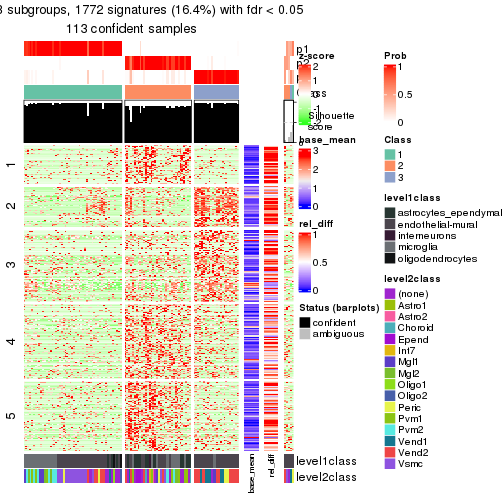 3 subgroups, 1772 signatures (16.4%) with fdr < 0.05
113 confident samples
p1
p2
p3
Class
Silhouette
score
1
2
3
4
5
base_mean
rel_diff
level1class
level2class
z-score
2
1
0
-1
-2
base_mean
3
2
1
0
rel_diff
1
0.5
0
Status (barplots)
confident
ambiguous
Prob
1
0.5
0
Class
1
2
3
level1class
astrocytes_ependymal
endothelial-mural
interneurons
microglia
oligodendrocytes
level2class
(none)
Astro1
Astro2
Choroid
Epend
Int7
Mgl1
Mgl2
Oligo1
Oligo2
Peric
Pvm1
Pvm2
Vend1
Vend2
Vsmc